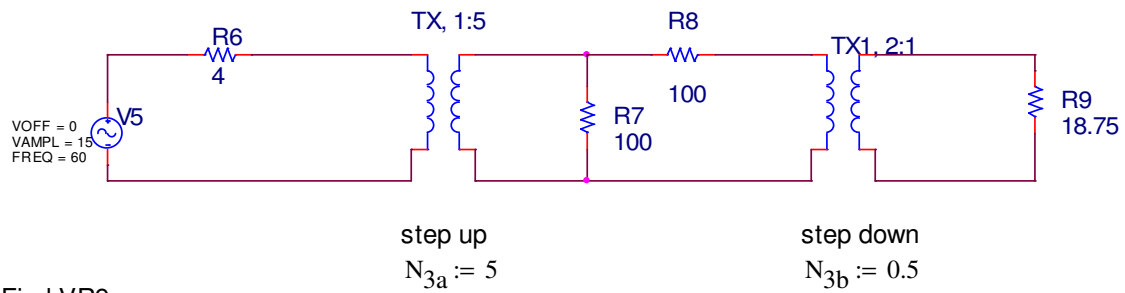 TX, 1:5
R8
R6
TX1, 2:1
4
100
R9
18.75
V5
R7
100
VOFF = 0
VAMPL = 15
FREQ = 60
step up
step down
N3a := 5
N3b := 0.5
Find